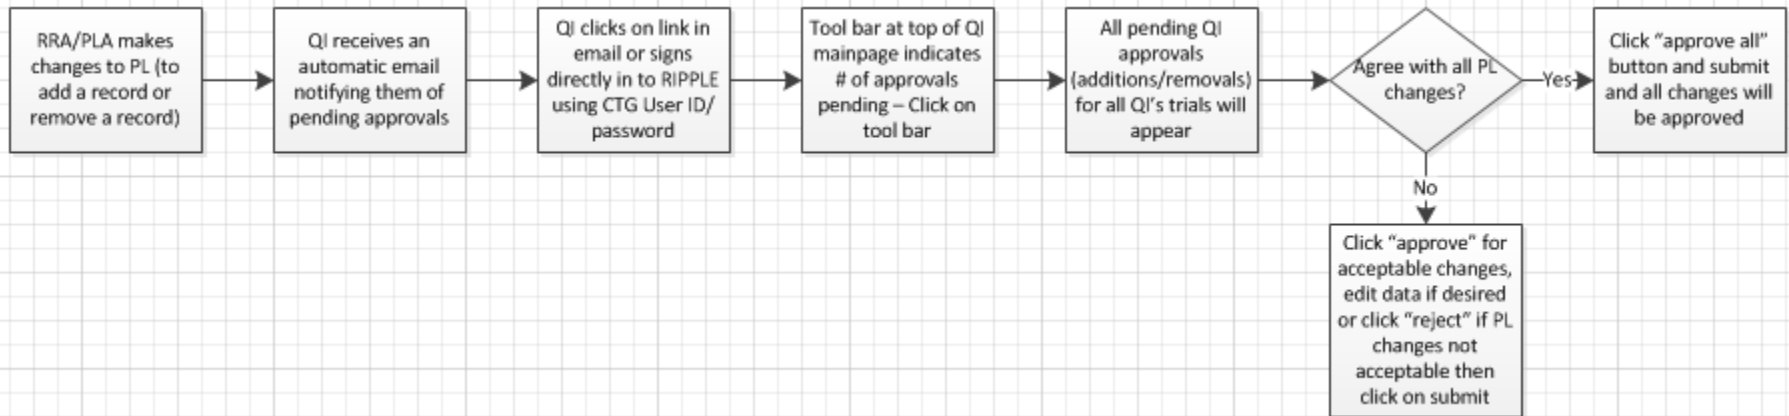 RRA/PLA makes
changes to PL (to
add a record or
remove a record)
QI receives an
automatic email
notifying them of
pending approvals
QI clicks on link in
email or signs
directly in to RIPPLE
using CTG User ID/
password
Tool bar at top of QI
mainpage indicates
# of approvals
pending – Click on
tool bar
All pending QI
approvals
(additions/removals)
for all QI’s trials will
appear
Agree with all PL
changes?
Yes
Click “approve all”
button and submit
and all changes will
be approved
No
Click “approve” for
acceptable changes,
edit data if desired
or click “reject” if PL
changes not
acceptable then
click on submit